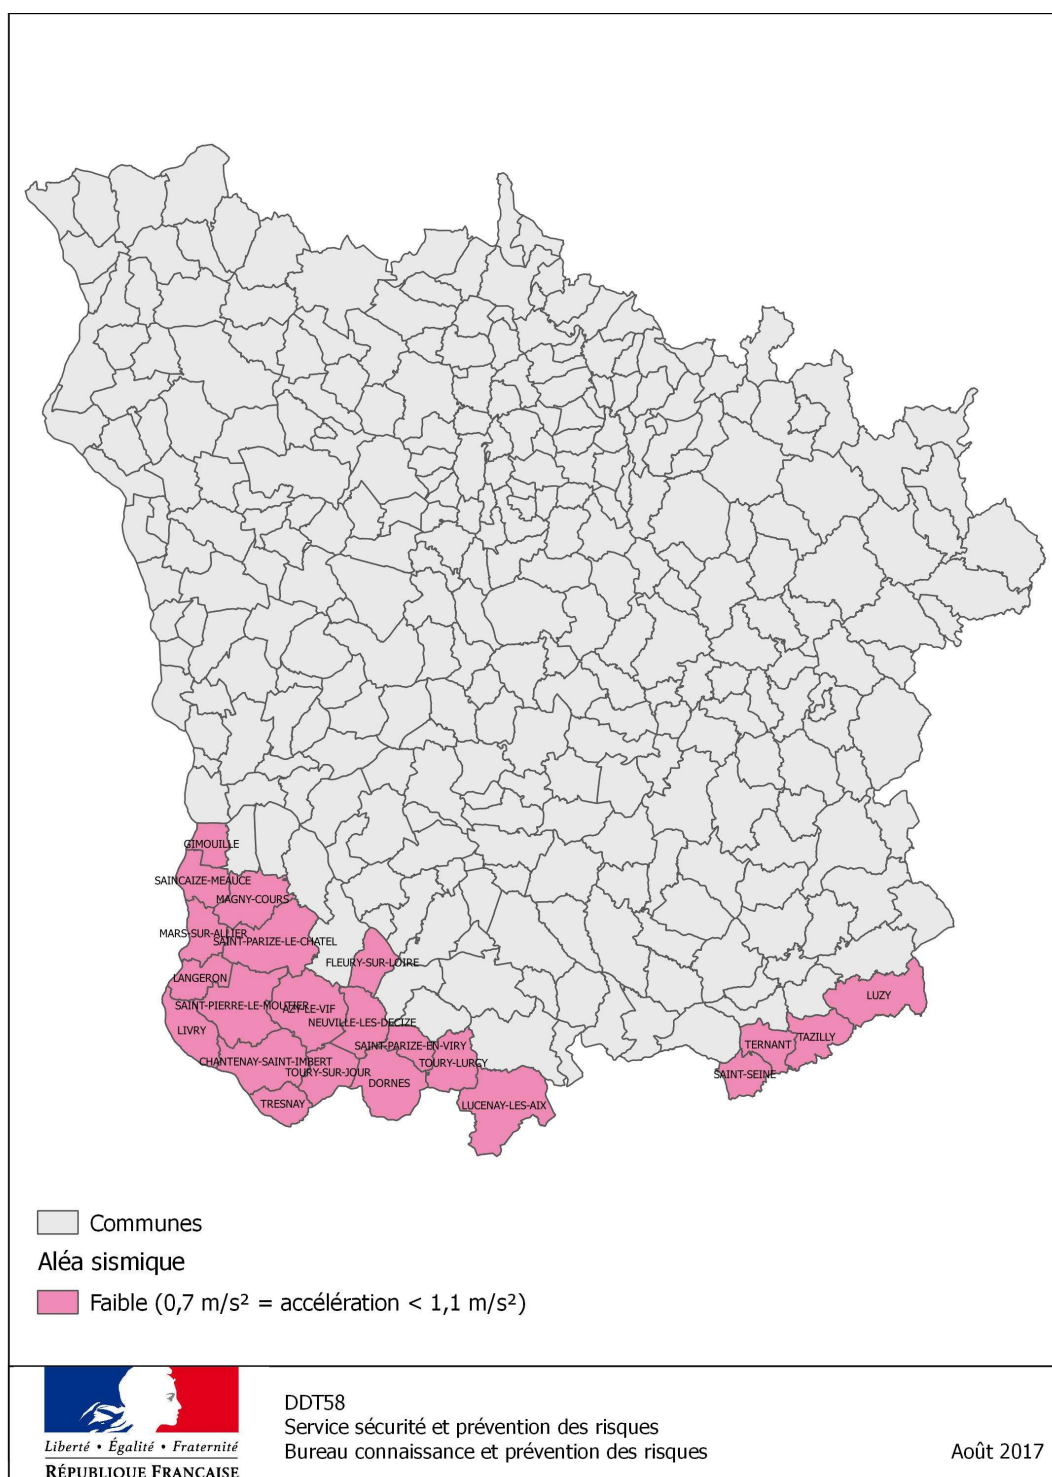 GIMOUILLE
SAINCAIZE-MEAUCE
MAGNY-COURS
MARS-SUR-ALLIER
SAINT-PARIZE-LE-CHATEL
FLEURY-SUR-LOIRE
LANGERON
SAINT-PIERRE-LE-MOUTIER
AZY-LE-VIF
LUZY
NEUVILLE-LES-DECIZE
LIVRY
TAZILLY
SAINT-PARIZE-EN-VIRY
TERNANT
CHANTENAY-SAINT-IMBERT
TOURY-LURCY
TOURY-SUR-JOUR
SAINT-SEINE
DORNES
TRESNAY
LUCENAY-LES-AIX
Communes
Aléa sismique
Faible (0,7 m/s² = accélération < 1,1 m/s²)
Liberté • Égalité • Fraternité
RÉPUBLIQUE FRANÇAISE
DDT58
Service sécurité et prévention des risques
Bureau connaissance et prévention des risques
Août 2017